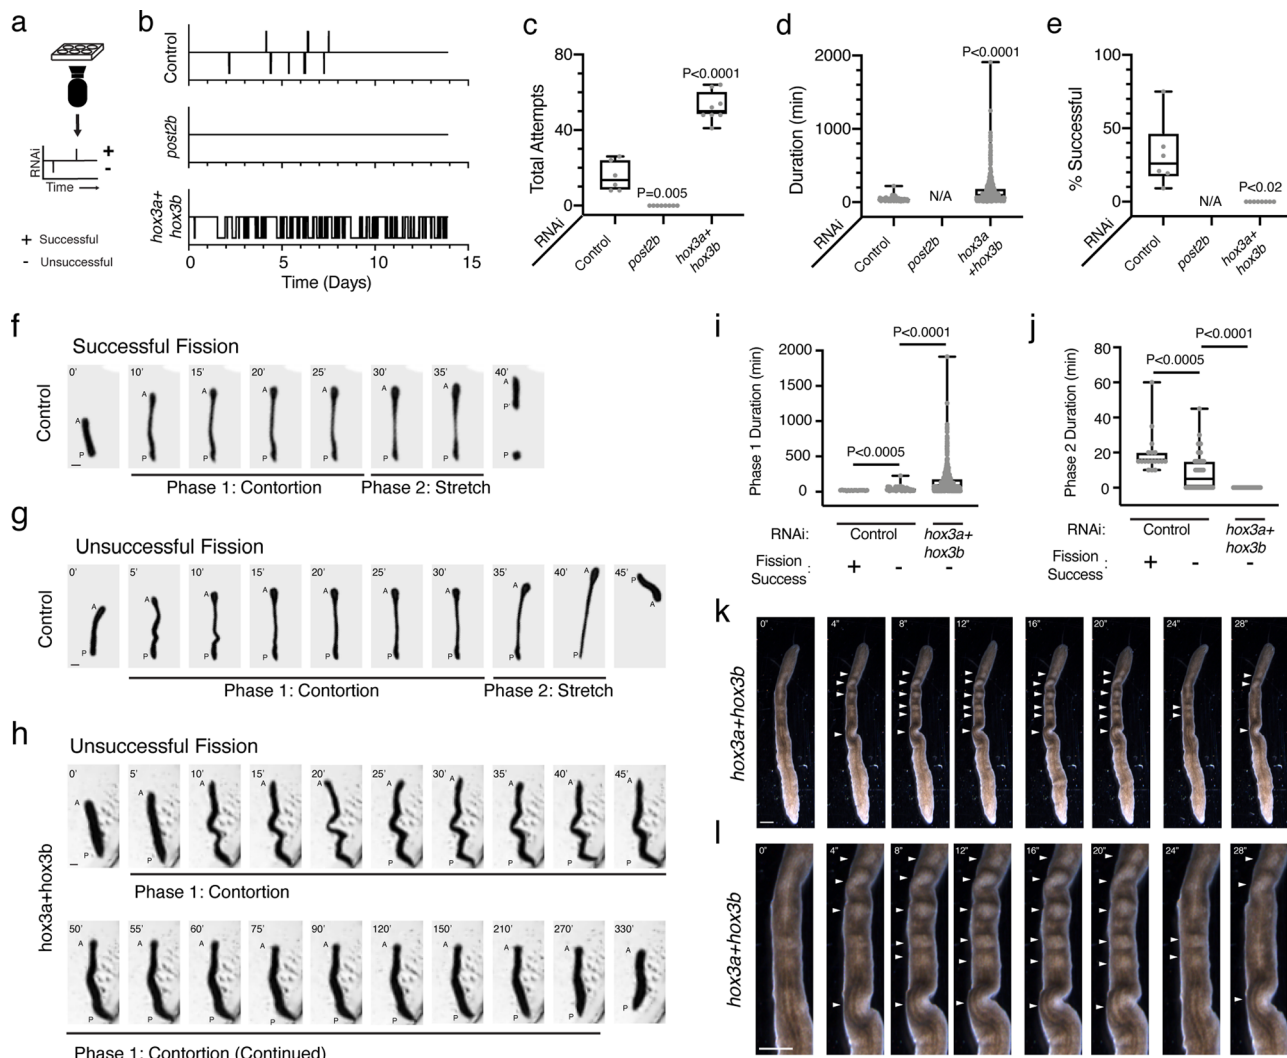 a
RNAi
+
-
Time
+ Successful
- Unsuccessful
b
Control
post2b
hox3a+
hox3b
0
5
10
15
Time (Days)
c
80
40
0
Total Attempts
P<0.0001
P=0.005
RNAi
Control
post2b
hox3a+
hox3b
d
2000
1000
0
Duration (min)
P<0.0001
N/A
RNAi
Control
post2b
hox3a
+hox3b
e
100
50
0
% Successful
N/A
P<0.02
RNAi
Control
post2b
hox3a+
hox3b
f
Successful Fission
Control
0' 10' 15' 20' 25' 30' 35' 40'
A A A A A A A A
P P P P P P P P'
Phase 1: Contortion Phase 2: Stretch
g
Unsuccessful Fission
Control
0' 5' 10' 15' 20' 25' 30' 35' 40' 45'
A A A A A A A A A P
P P P P P P P P P A
Phase 1: Contortion Phase 2: Stretch
h
Unsuccessful Fission
hox3a+hox3b
0' 5' 10' 15' 20' 25' 30' 35' 40' 45'
A A A A A A A A A A
P P P P P P P P P P
Phase 1: Contortion
50' 55' 60' 75' 90' 120' 150' 210' 270' 330'
A A A A A A A A A A
P P P P P P P P P P
Phase 1: Contortion (Continued)
i
P<0.0001
2000
1500
1000
500
0
Phase 1 Duration (min)
P<0.0005
RNAi:
Control
hox3a+
hox3b
Fission
Success :
+ - -
j
P<0.0001
P<0.0005
80
60
40
20
0
Phase 2 Duration (min)
RNAi:
Control
hox3a+
hox3b
Fission
Success :
+ - -
k
hox3a+hox3b
0" 4" 8" 12" 16" 20" 24" 28"
l
hox3a+hox3b
0" 4" 8" 12" 16" 20" 24" 28"